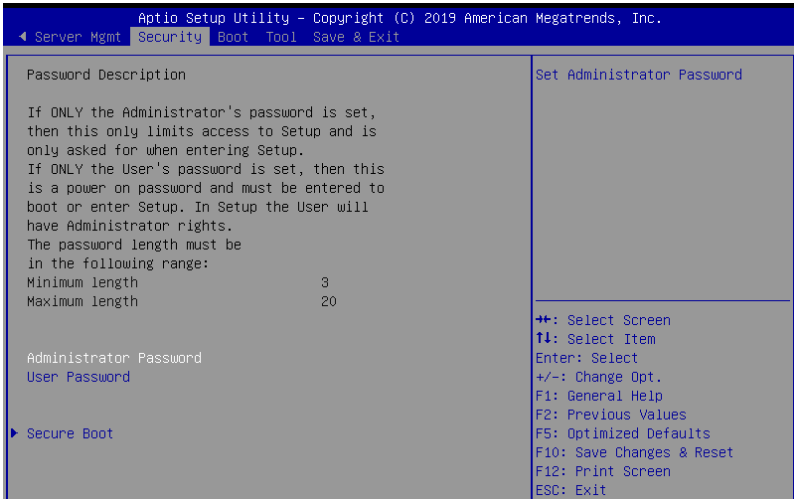 Aptio Setup Utility – Copyright (C) 2019 American Megatrends, Inc.
Server Mgmt Security Boot Tool Save & Exit
Password Description
If ONLY the Administrator's password is set,
then this only limits access to Setup and is
only asked for when entering Setup.
If ONLY the User's password is set, then this
is a power on password and must be entered to
boot or enter Setup. In Setup the User will
have Administrator rights.
The password length must be
in the following range:
Minimum length 3
Maximum length 20
Administrator Password
User Password
Secure Boot
Set Administrator Password
→←: Select Screen
↑↓: Select Item
Enter: Select
+/-: Change Opt.
F1: General Help
F2: Previous Values
F5: Optimized Defaults
F10: Save Changes & Reset
F12: Print Screen
ESC: Exit